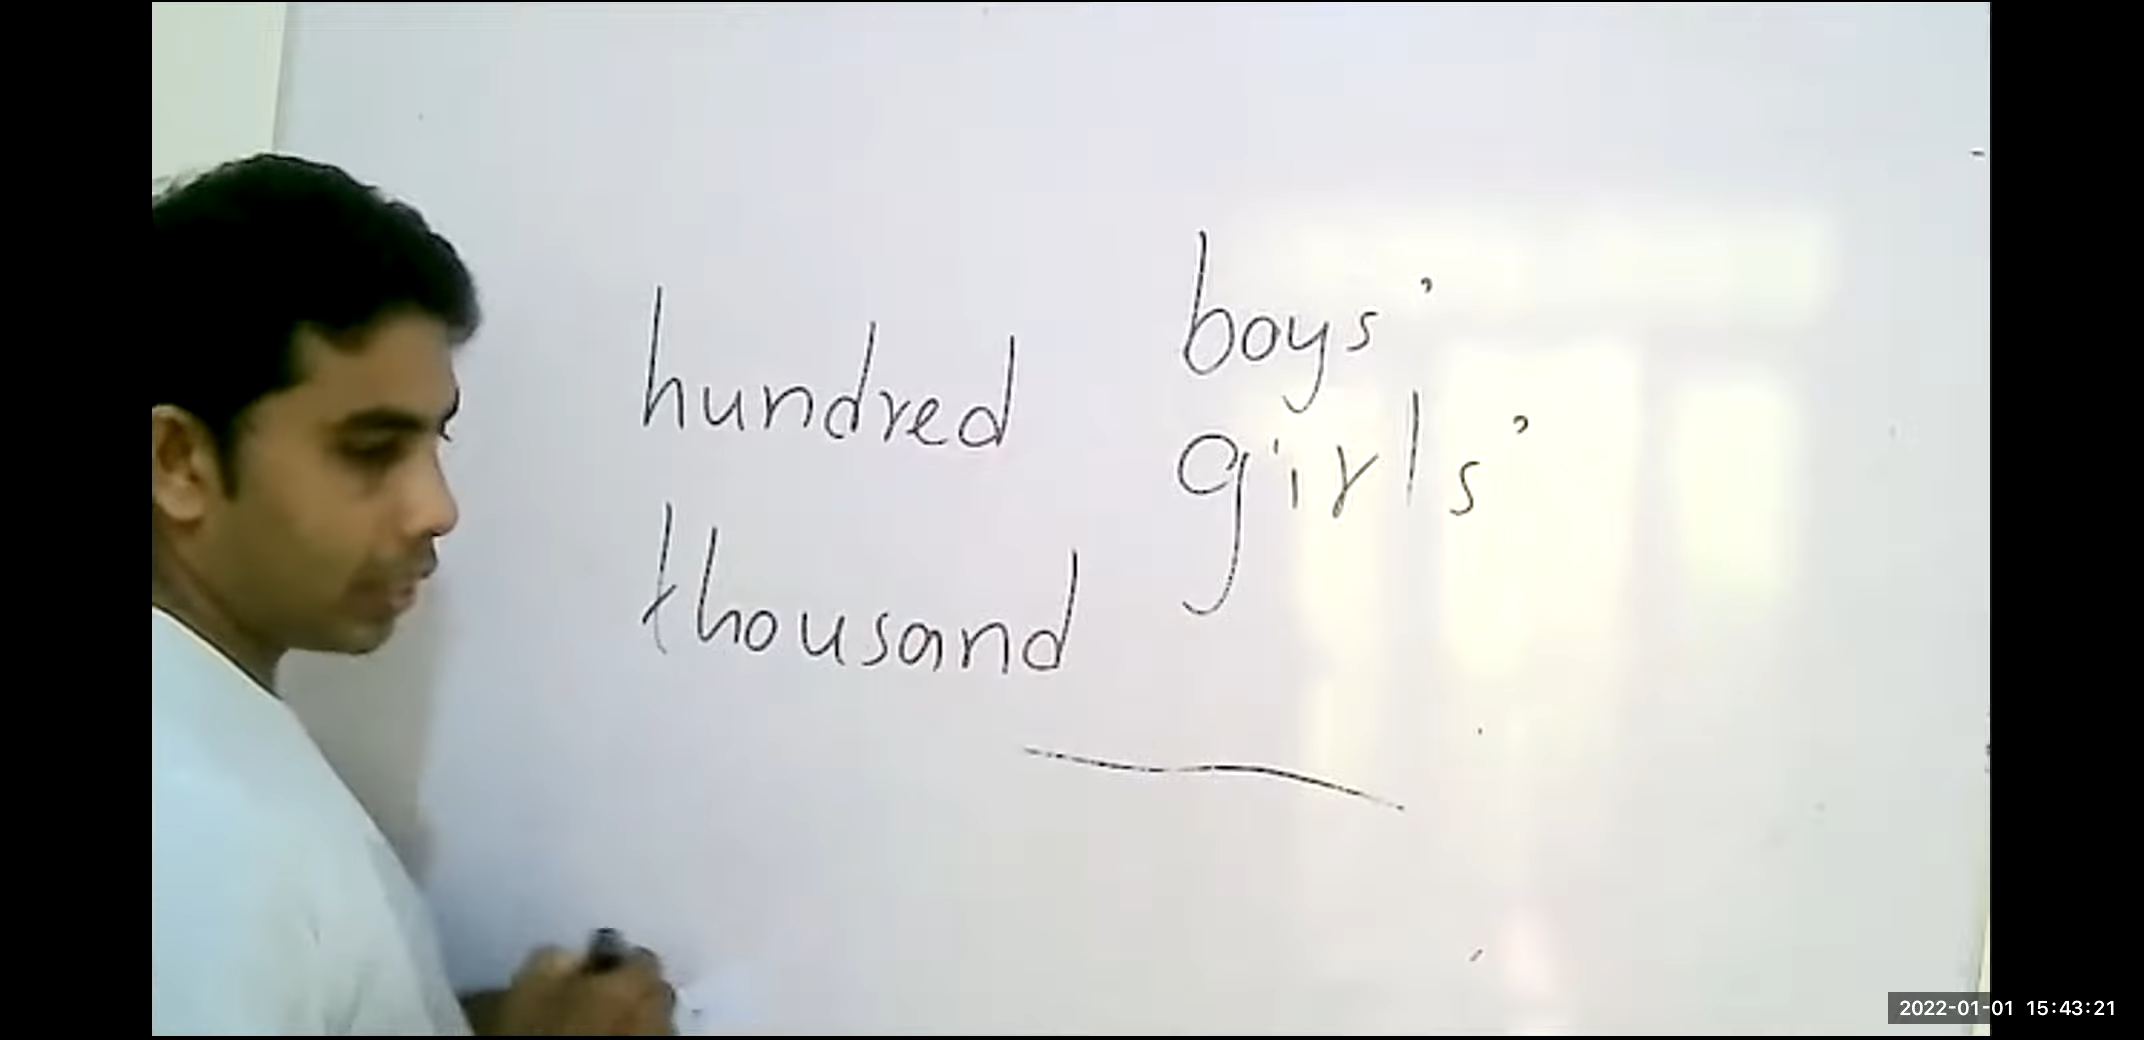 boys'
hundred
girls'
thousand
2022-01-01 15:43:21